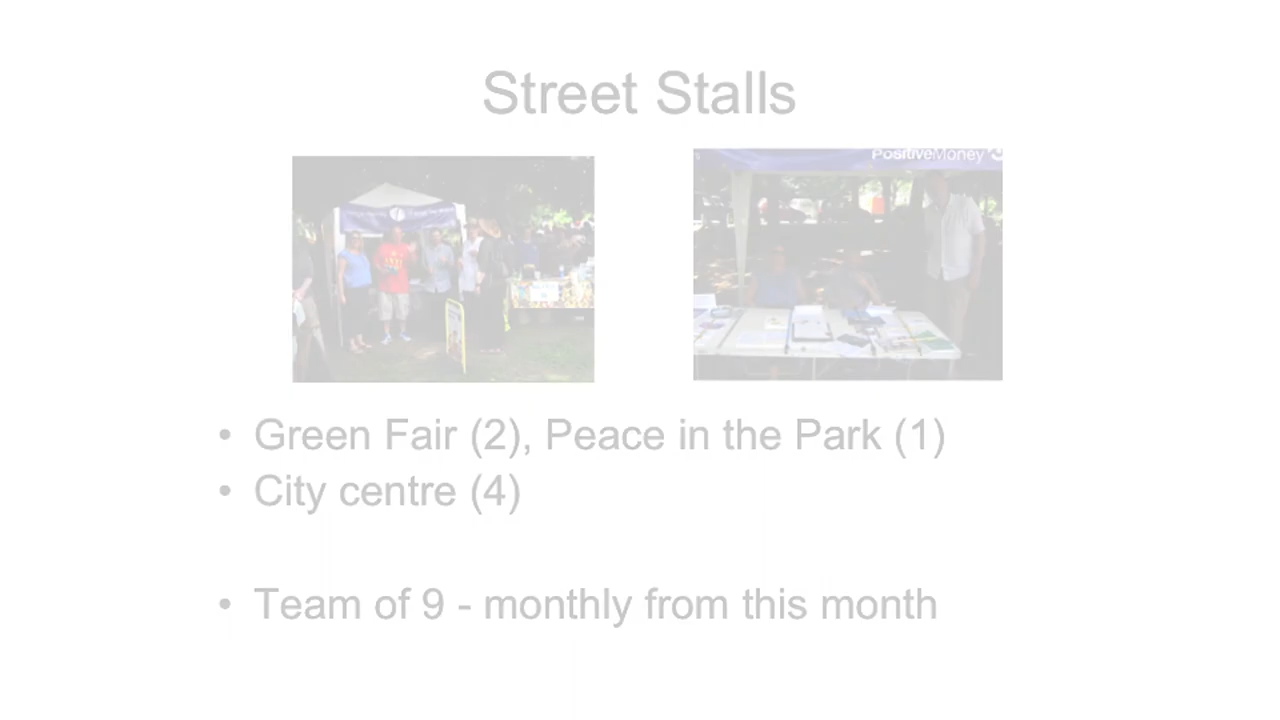 Street Stalls
PositiveMoney
• Green Fair (2), Peace in the Park (1)
• City centre (4)
• Team of 9 - monthly from this month